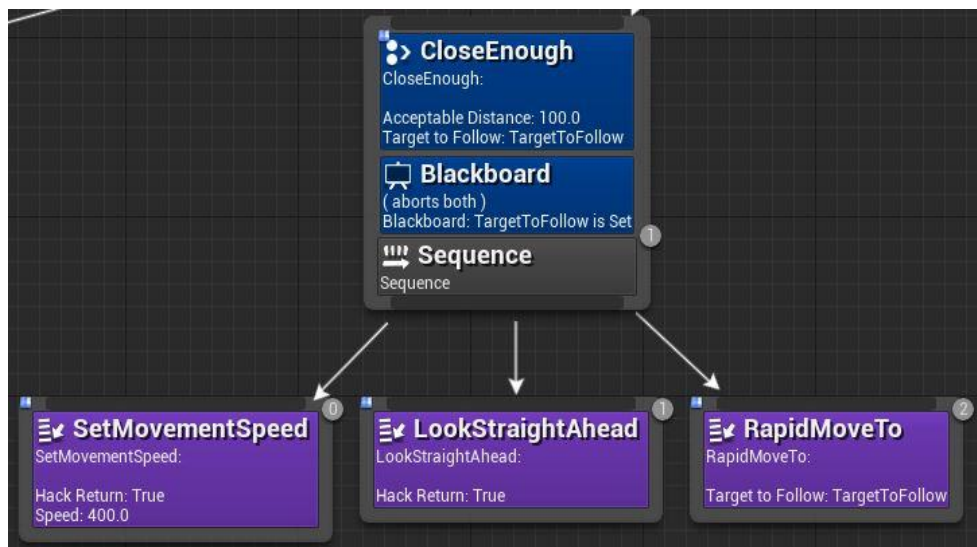 CloseEnough
CloseEnough:
Acceptable Distance: 100.0
Target to Follow: TargetToFollow
Blackboard
( aborts both )
Blackboard: TargetToFollow is Set
1
Sequence
Sequence
0
SetMovementSpeed
SetMovementSpeed:
Hack Return: True
Speed: 400.0
1
LookStraightAhead
LookStraightAhead:
Hack Return: True
2
RapidMoveTo
RapidMoveTo:
Target to Follow: TargetToFollow